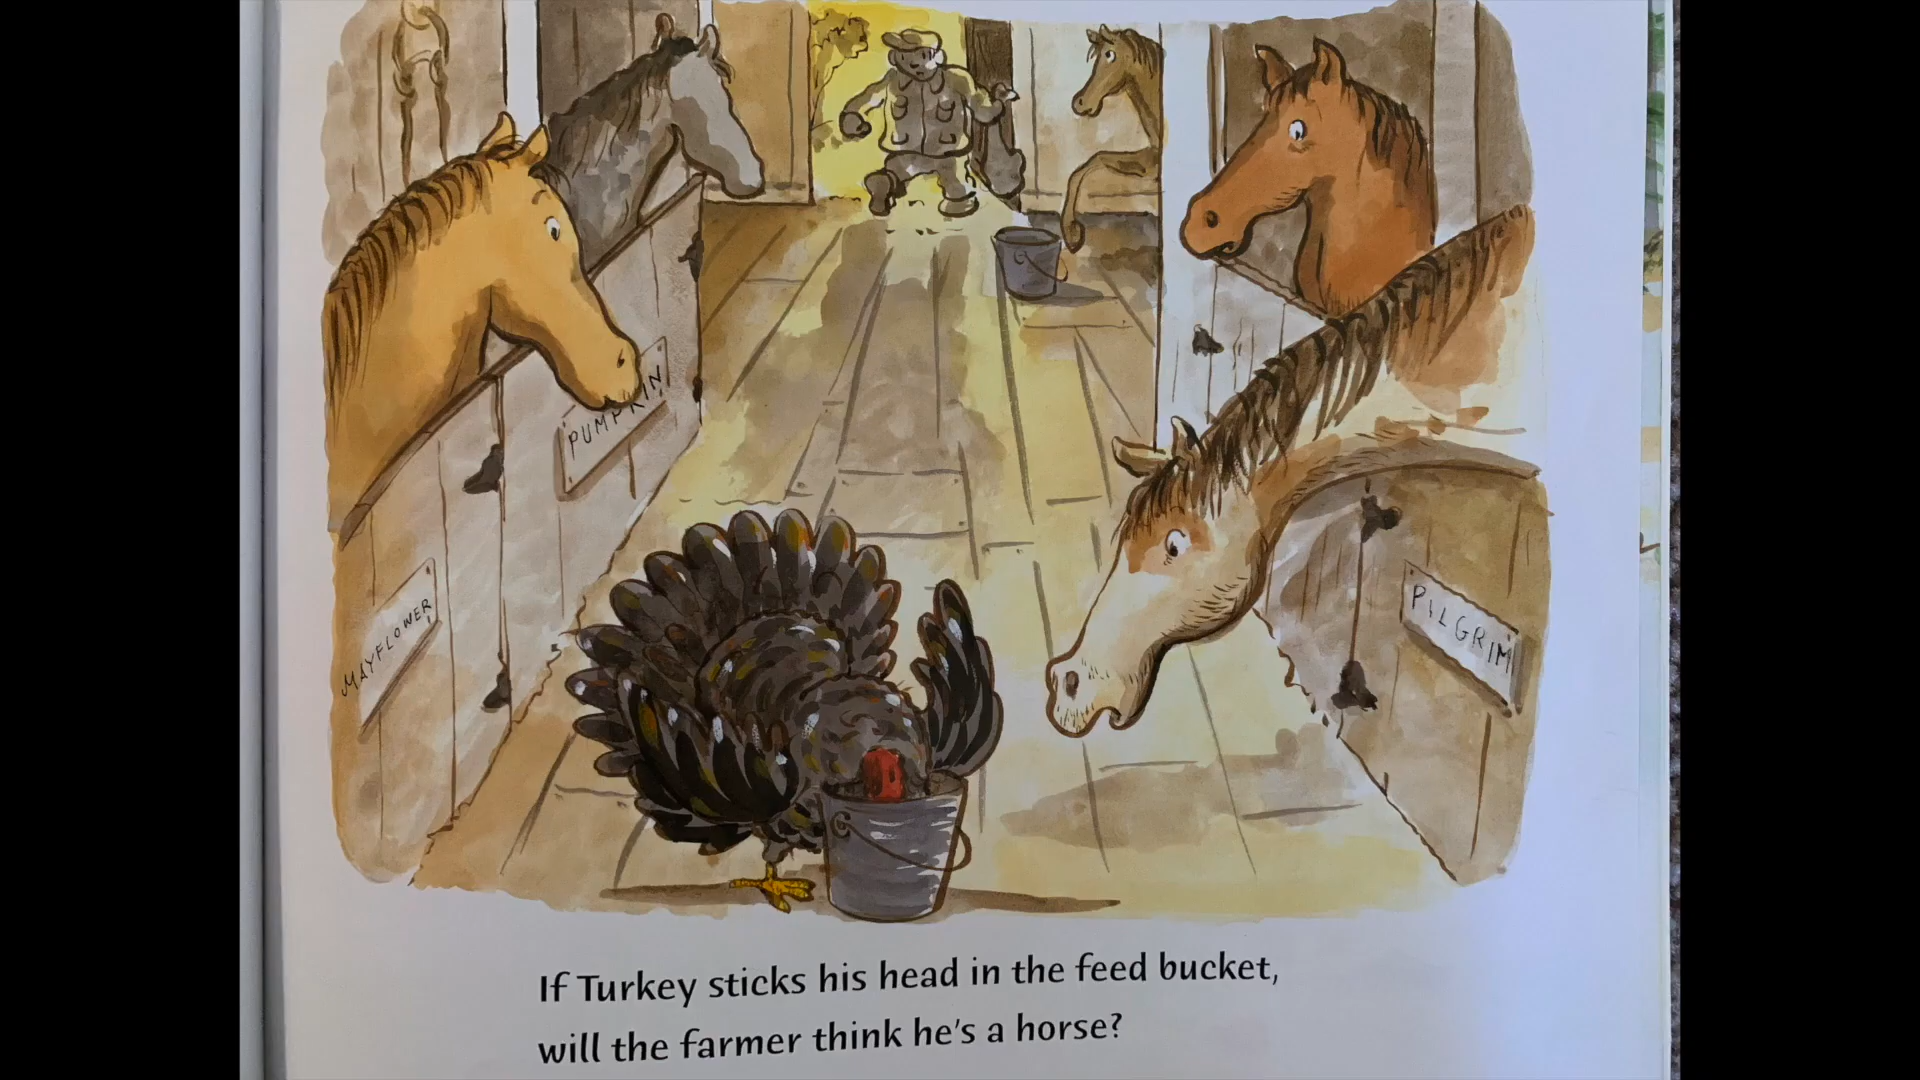 PUMPKIN
MAYFLOWER
PILGRIM
If Turkey sticks his head in the feed bucket,
will the farmer think he's a horse?